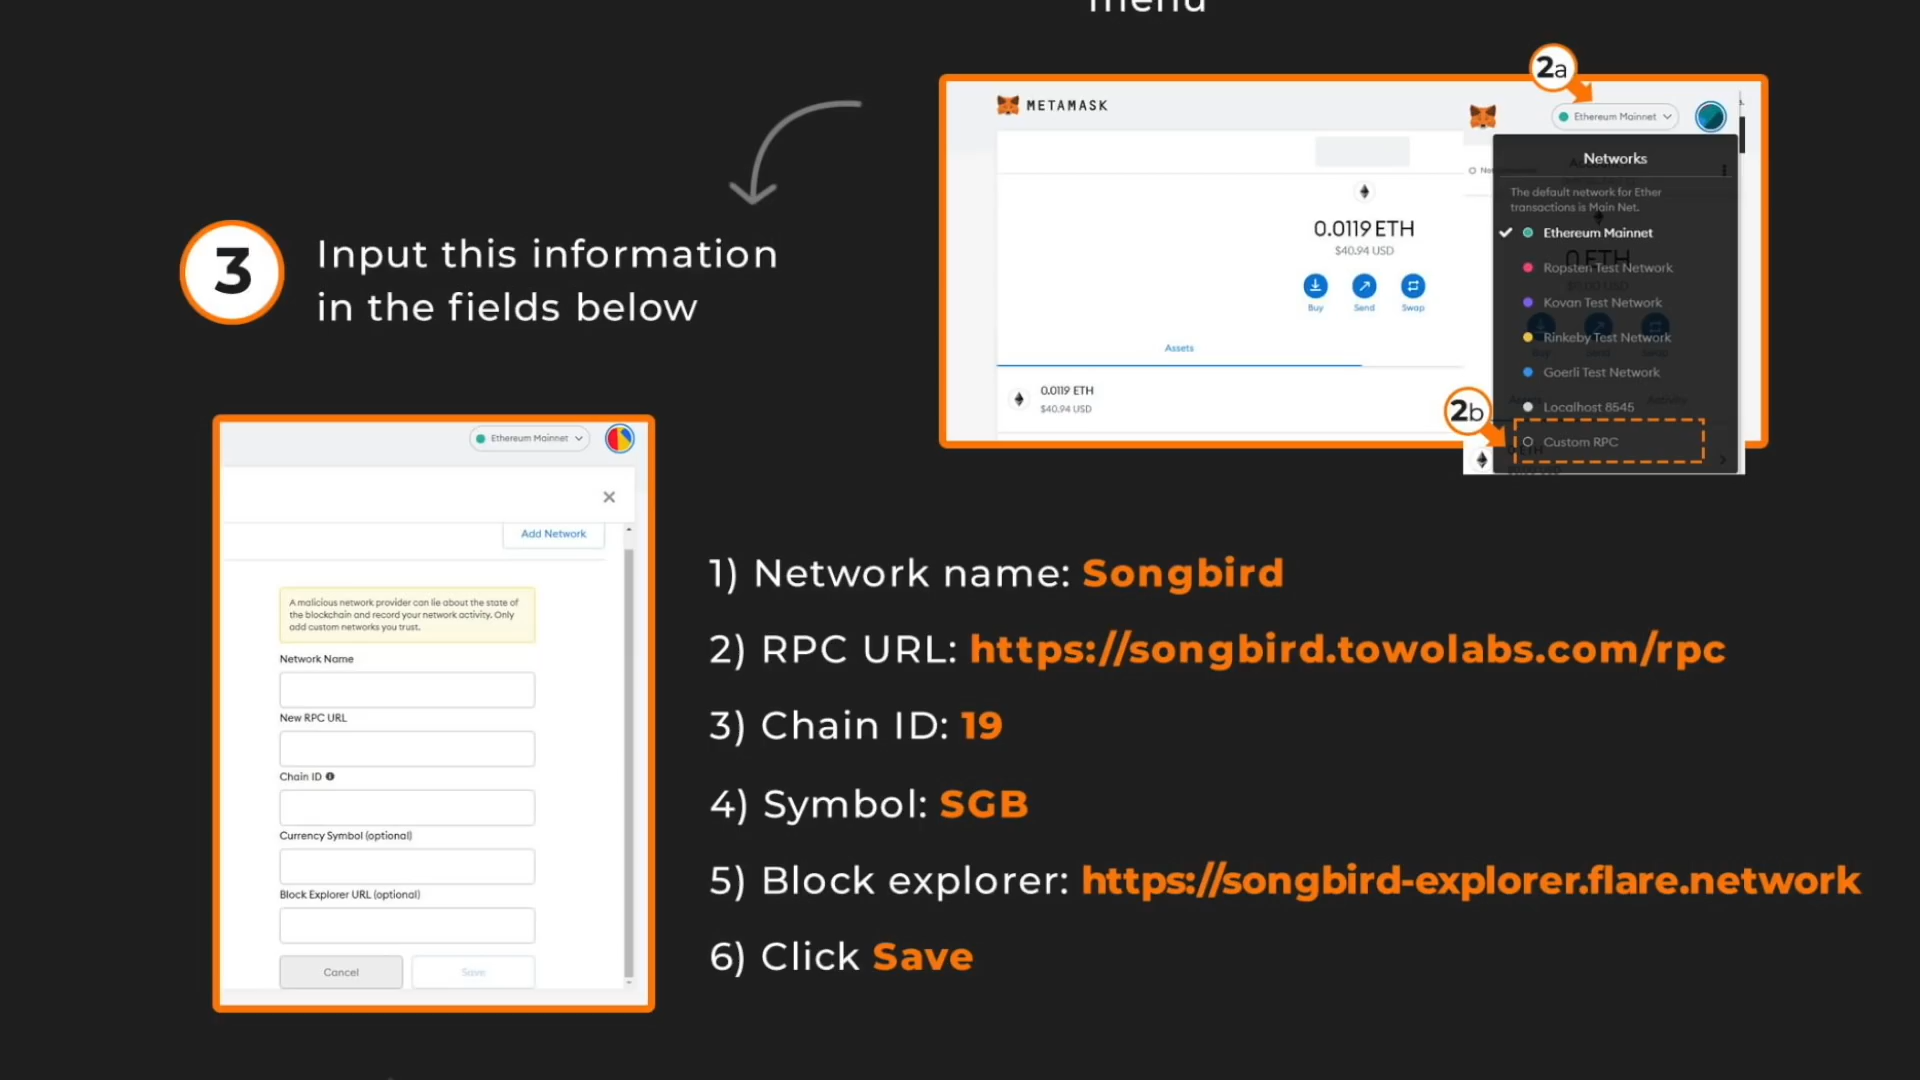 menu
2a
METAMASK
Ethereum Mainnet
Networks
The default network for Ether
transactions is Main Net.
Ethereum Mainnet
Ropsten Test Network
Kovan Test Network
Rinkeby Test Network
Goerli Test Network
Localhost 8545
2b
Custom RPC
0.0119 ETH
$40.94 USD
Buy
Send
Swap
Assets
0.0119 ETH
$40.94 USD
0 ETH
3
Input this information
in the fields below
Ethereum Mainnet
×
Add Network
A malicious network provider can lie about the state of
the blockchain and record your network activity. Only
add custom networks you trust.
Network Name
New RPC URL
Chain ID
Currency Symbol (optional)
Block Explorer URL (optional)
Cancel
Save
1) Network name: Songbird
2) RPC URL: https://songbird.towolabs.com/rpc
3) Chain ID: 19
4) Symbol: SGB
5) Block explorer: https://songbird-explorer.flare.network
6) Click Save